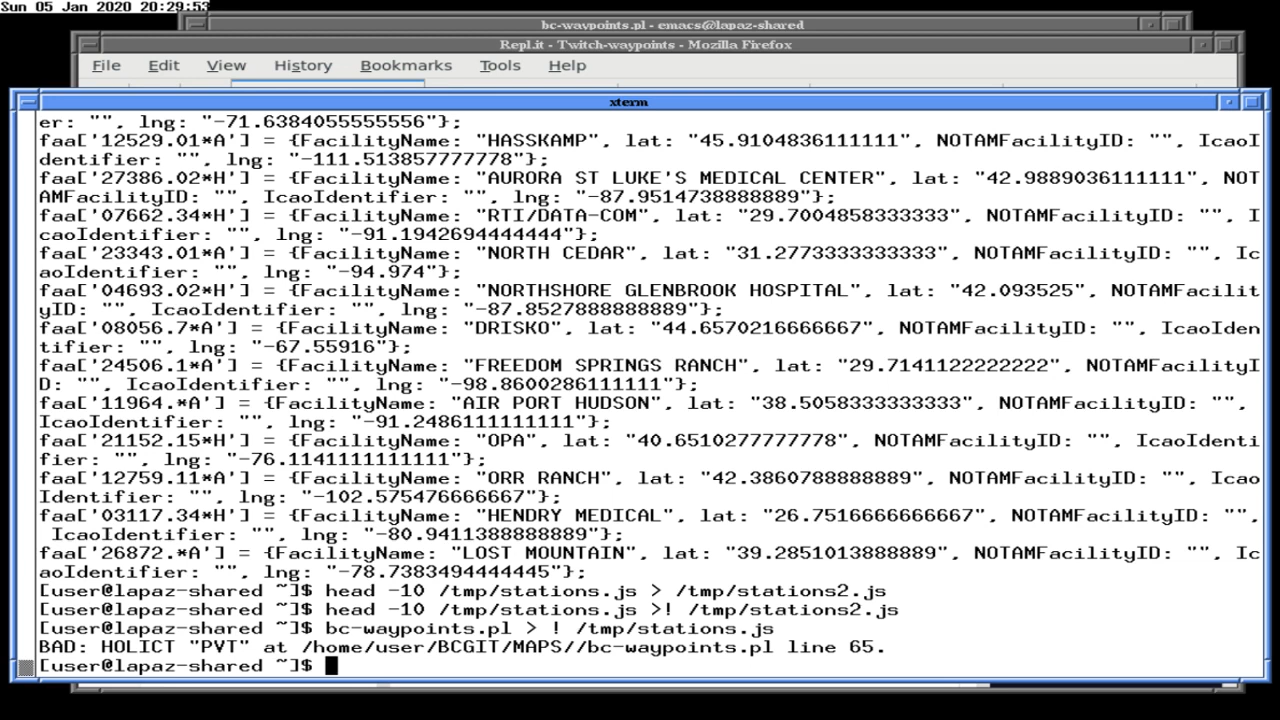 Sun 05 Jan 2020 20:29:53
bc-waypoints.pl - emacs@lapaz-shared
Repl.it - Twitch-waypoints - Mozilla Firefox
File Edit View History Bookmarks Tools Help
xterm
er: "", lng: "-71.6384055555556"};
faa['12529.01*A'] = {FacilityName: "HASSKAMP", lat: "45.9104836111111", NOTAMFacilityID: "", IcaoI
dentifier: "", lng: "-111.513857777778"};
faa['27386.02*H'] = {FacilityName: "AURORA ST LUKE'S MEDICAL CENTER", lat: "42.9889036111111", NOT
AMFacilityID: "", IcaoIdentifier: "", lng: "-87.9514738888889"};
faa['07662.34*H'] = {FacilityName: "RTI/DATA-COM", lat: "29.7004858333333", NOTAMFacilityID: "", I
caoIdentifier: "", lng: "-91.1942694444444"};
faa['23343.01*A'] = {FacilityName: "NORTH CEDAR", lat: "31.2773333333333", NOTAMFacilityID: "", Ic
aoIdentifier: "", lng: "-94.974"};
faa['04693.02*H'] = {FacilityName: "NORTHSHORE GLENBROOK HOSPITAL", lat: "42.093525", NOTAMFacilit
yID: "", IcaoIdentifier: "", lng: "-87.8527888888889"};
faa['08056.7*A'] = {FacilityName: "DRISKO", lat: "44.6570216666667", NOTAMFacilityID: "", IcaoIden
tifier: "", lng: "-67.55916"};
faa['24506.1*A'] = {FacilityName: "FREEDOM SPRINGS RANCH", lat: "29.7141122222222", NOTAMFacilityI
D: "", IcaoIdentifier: "", lng: "-98.8600286111111"};
faa['11964.*A'] = {FacilityName: "AIR PORT HUDSON", lat: "38.5058333333333", NOTAMFacilityID: "",
IcaoIdentifier: "", lng: "-91.2486111111111"};
faa['21152.15*H'] = {FacilityName: "OPA", lat: "40.6510277777778", NOTAMFacilityID: "", IcaoIdenti
fier: "", lng: "-76.1141111111111"};
faa['12759.11*A'] = {FacilityName: "ORR RANCH", lat: "42.3860788888889", NOTAMFacilityID: "", Icao
Identifier: "", lng: "-102.575476666667"};
faa['03117.34*H'] = {FacilityName: "HENDRY MEDICAL", lat: "26.7516666666667", NOTAMFacilityID: "",
 IcaoIdentifier: "", lng: "-80.9411388888889"};
faa['26872.*A'] = {FacilityName: "LOST MOUNTAIN", lat: "39.2851013888889", NOTAMFacilityID: "", Ic
aoIdentifier: "", lng: "-78.7383494444445"};
[user@lapaz-shared ~]$ head -10 /tmp/stations.js > /tmp/stations2.js
[user@lapaz-shared ~]$ head -10 /tmp/stations.js >! /tmp/stations2.js
[user@lapaz-shared ~]$ bc-waypoints.pl > ! /tmp/stations.js
BAD: HOLICT "PVT" at /home/user/BCGIT/MAPS//bc-waypoints.pl line 65.
[user@lapaz-shared ~]$